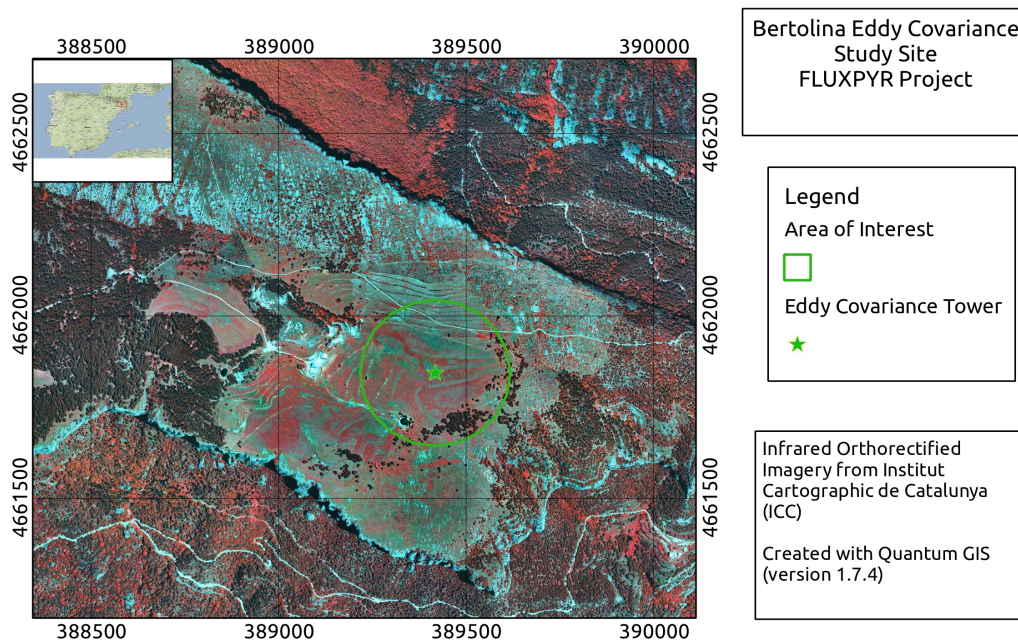 388500 389000 389500 390000
Bertolina Eddy Covariance
Study Site
FLUXPYR Project
4662500
4662500
Legend
Area of Interest
4662000
4662000
Eddy Covariance Tower
4661500
4661500
Infrared Orthorectified
Imagery from Institut
Cartographic de Catalunya
(ICC)
Created with Quantum GIS
(version 1.7.4)
388500 389000 389500 390000